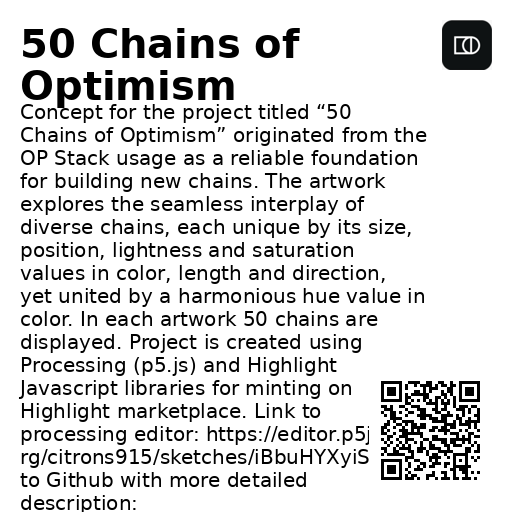 50 Chains of
Optimism
Concept for the project titled “50
Chains of Optimism” originated from the
OP Stack usage as a reliable foundation
for building new chains. The artwork
explores the seamless interplay of
diverse chains, each unique by its size,
position, lightness and saturation
values in color, length and direction,
yet united by a harmonious hue value in
color. In each artwork 50 chains are
displayed. Project is created using
Processing (p5.js) and Highlight
Javascript libraries for minting on
Highlight marketplace. Link to
processing editor: https://editor.p5j
rg/citrons915/sketches/iBbuHYXyiS
to Github with more detailed
description: